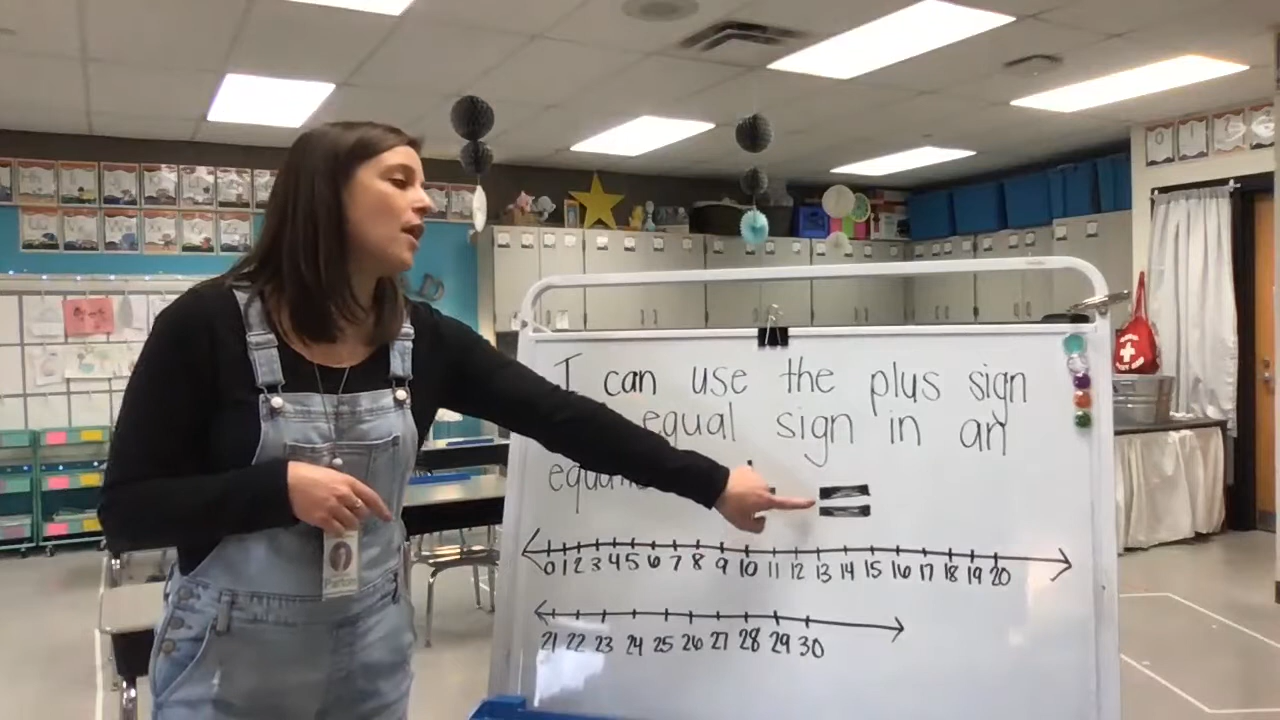 I can use the plus sign
equal sign in an
=
0 1 2 3 4 5 6 7 8 9 10 11 12 13 14 15 16 17 18 19 20
21 22 23 24 25 26 27 28 29 30